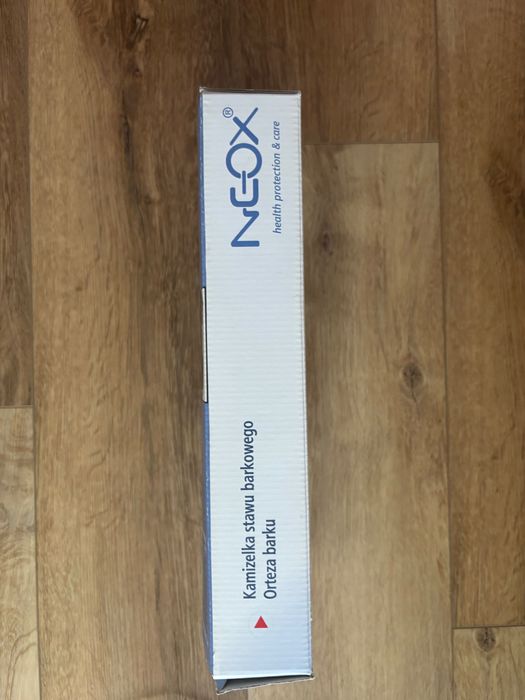 NEOX®
health protection & care
Kamizelka stawu barkowego
Orteza barku